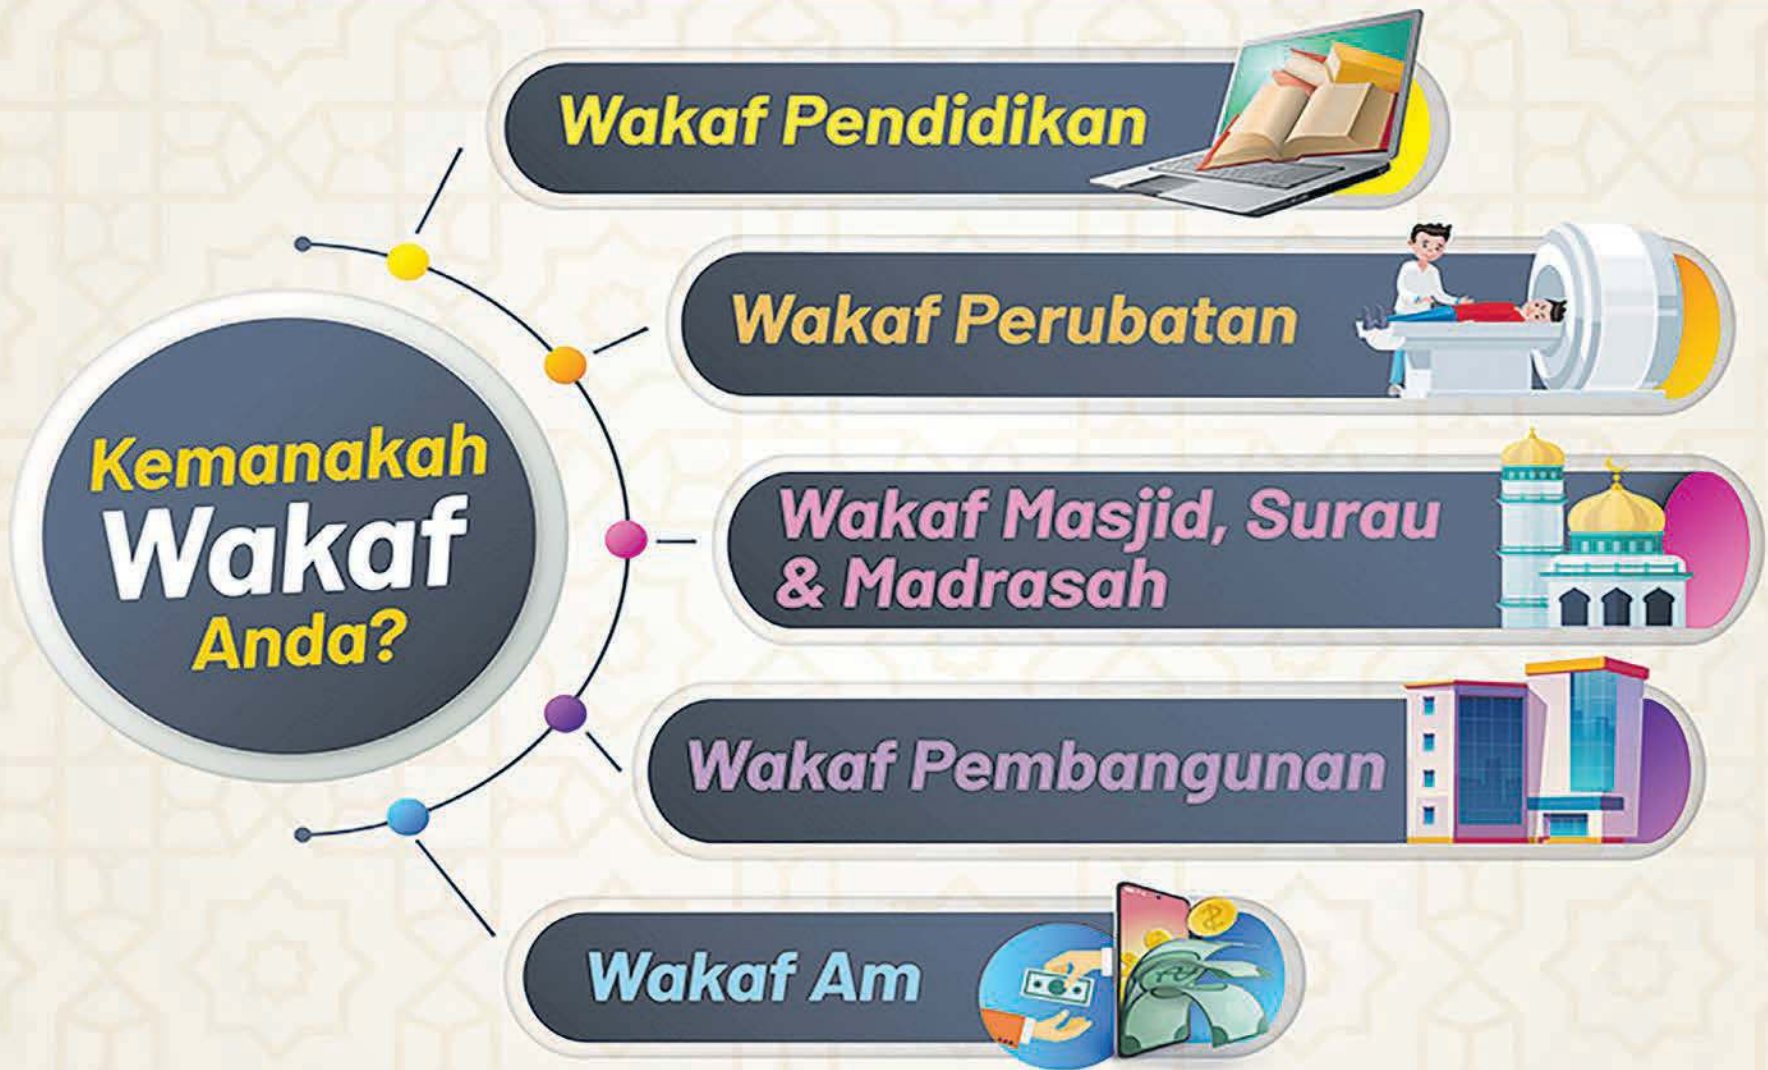 Wakaf Pendidikan
Wakaf Perubatan
Kemanakah
Wakaf
Anda?
Wakaf Masjid, Surau
& Madrasah
Wakaf Pembangunan
Wakaf Am